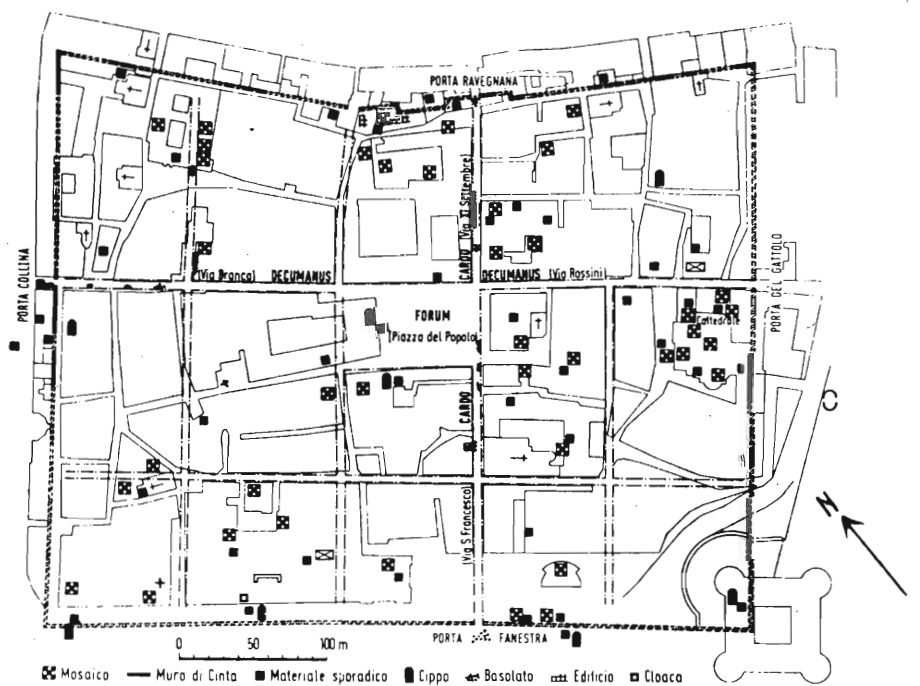 PORTA RAVEGNANA
(Via XI Settembre)
CARDO
(Via Branca) DECUMANUS
DECUMANUS (Via Rossini)
PORTA COLLINA
PORTA DEL GATTOLO
FORUM
(Piazza del Popolo)
Cattedrale
CARDO
(Via S. Francesco)
N
PORTA FANESTRA
0 50 100 m
Mosaico Muro di Cinta Materiale sporadico Cippo Basolato Edificio Cloaca